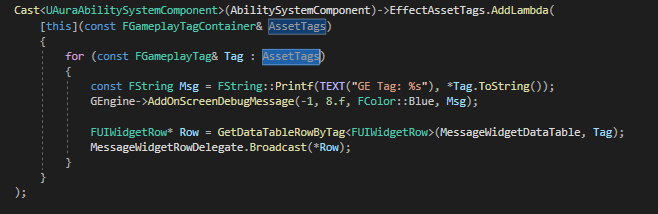 Cast<UAuraAbilitySystemComponent>(AbilitySystemComponent)->EffectAssetTags.AddLambda(
[this](const FGameplayTagContainer& AssetTags)
{
for (const FGameplayTag& Tag : AssetTags)
{
const FString Msg = FString::Printf(TEXT("GE Tag: %s"), *Tag.ToString());
GEngine->AddOnScreenDebugMessage(-1, 8.f, FColor::Blue, Msg);
FUIWidgetRow* Row = GetDataTableRowByTag<FUIWidgetRow>(MessageWidgetDataTable, Tag);
MessageWidgetRowDelegate.Broadcast(*Row);
}
}
);